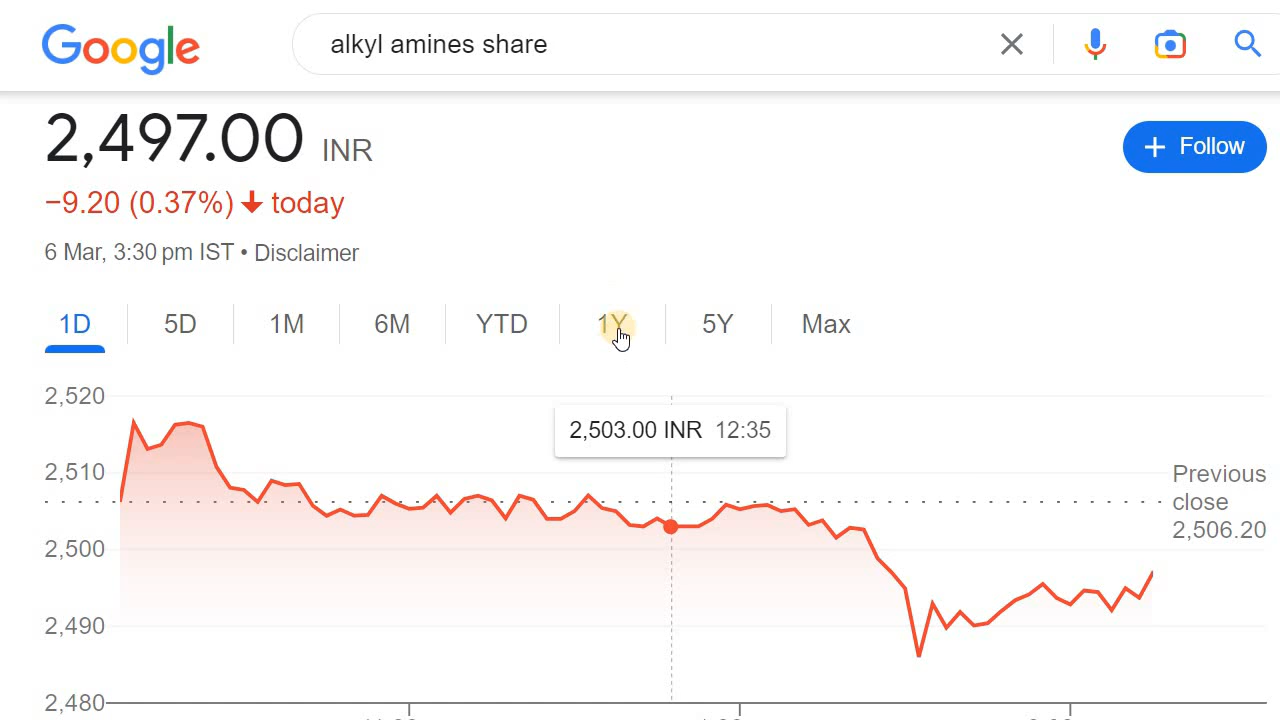 Google
alkyl amines share
2,497.00 INR
+ Follow
−9.20 (0.37%) ↓ today
6 Mar, 3:30 pm IST • Disclaimer
1D 5D 1M 6M YTD 1Y 5Y Max
2,520
2,503.00 INR 12:35
2,510
Previous
close
2,506.20
2,500
2,490
2,480